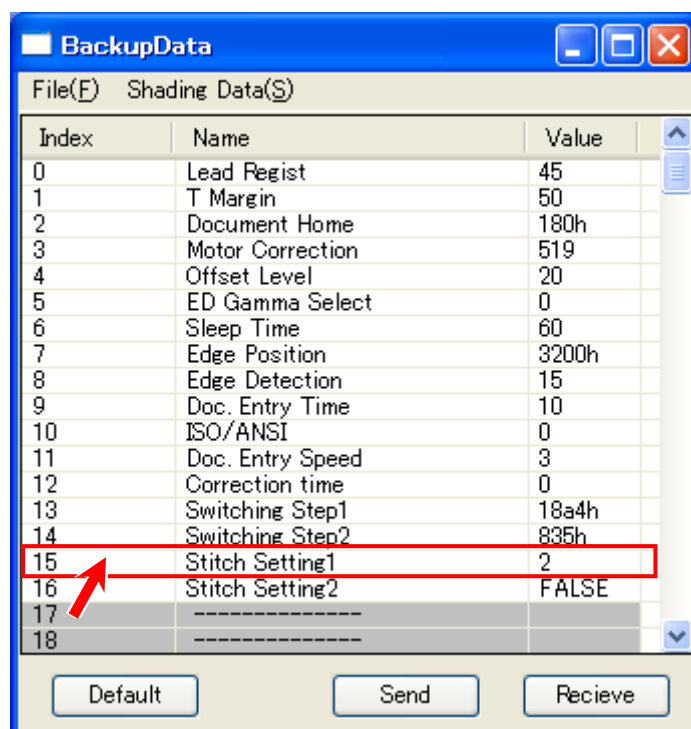 BackupData
File(F) Shading Data(S)
Index Name Value
0 Lead Regist 45
1 T Margin 50
2 Document Home 180h
3 Motor Correction 519
4 Offset Level 20
5 ED Gamma Select 0
6 Sleep Time 60
7 Edge Position 3200h
8 Edge Detection 15
9 Doc. Entry Time 10
10 ISO/ANSI 0
11 Doc. Entry Speed 3
12 Correction time 0
13 Switching Step1 18a4h
14 Switching Step2 835h
15 Stitch Setting1 2
16 Stitch Setting2 FALSE
17 --------------
18 --------------
Default Send Recieve